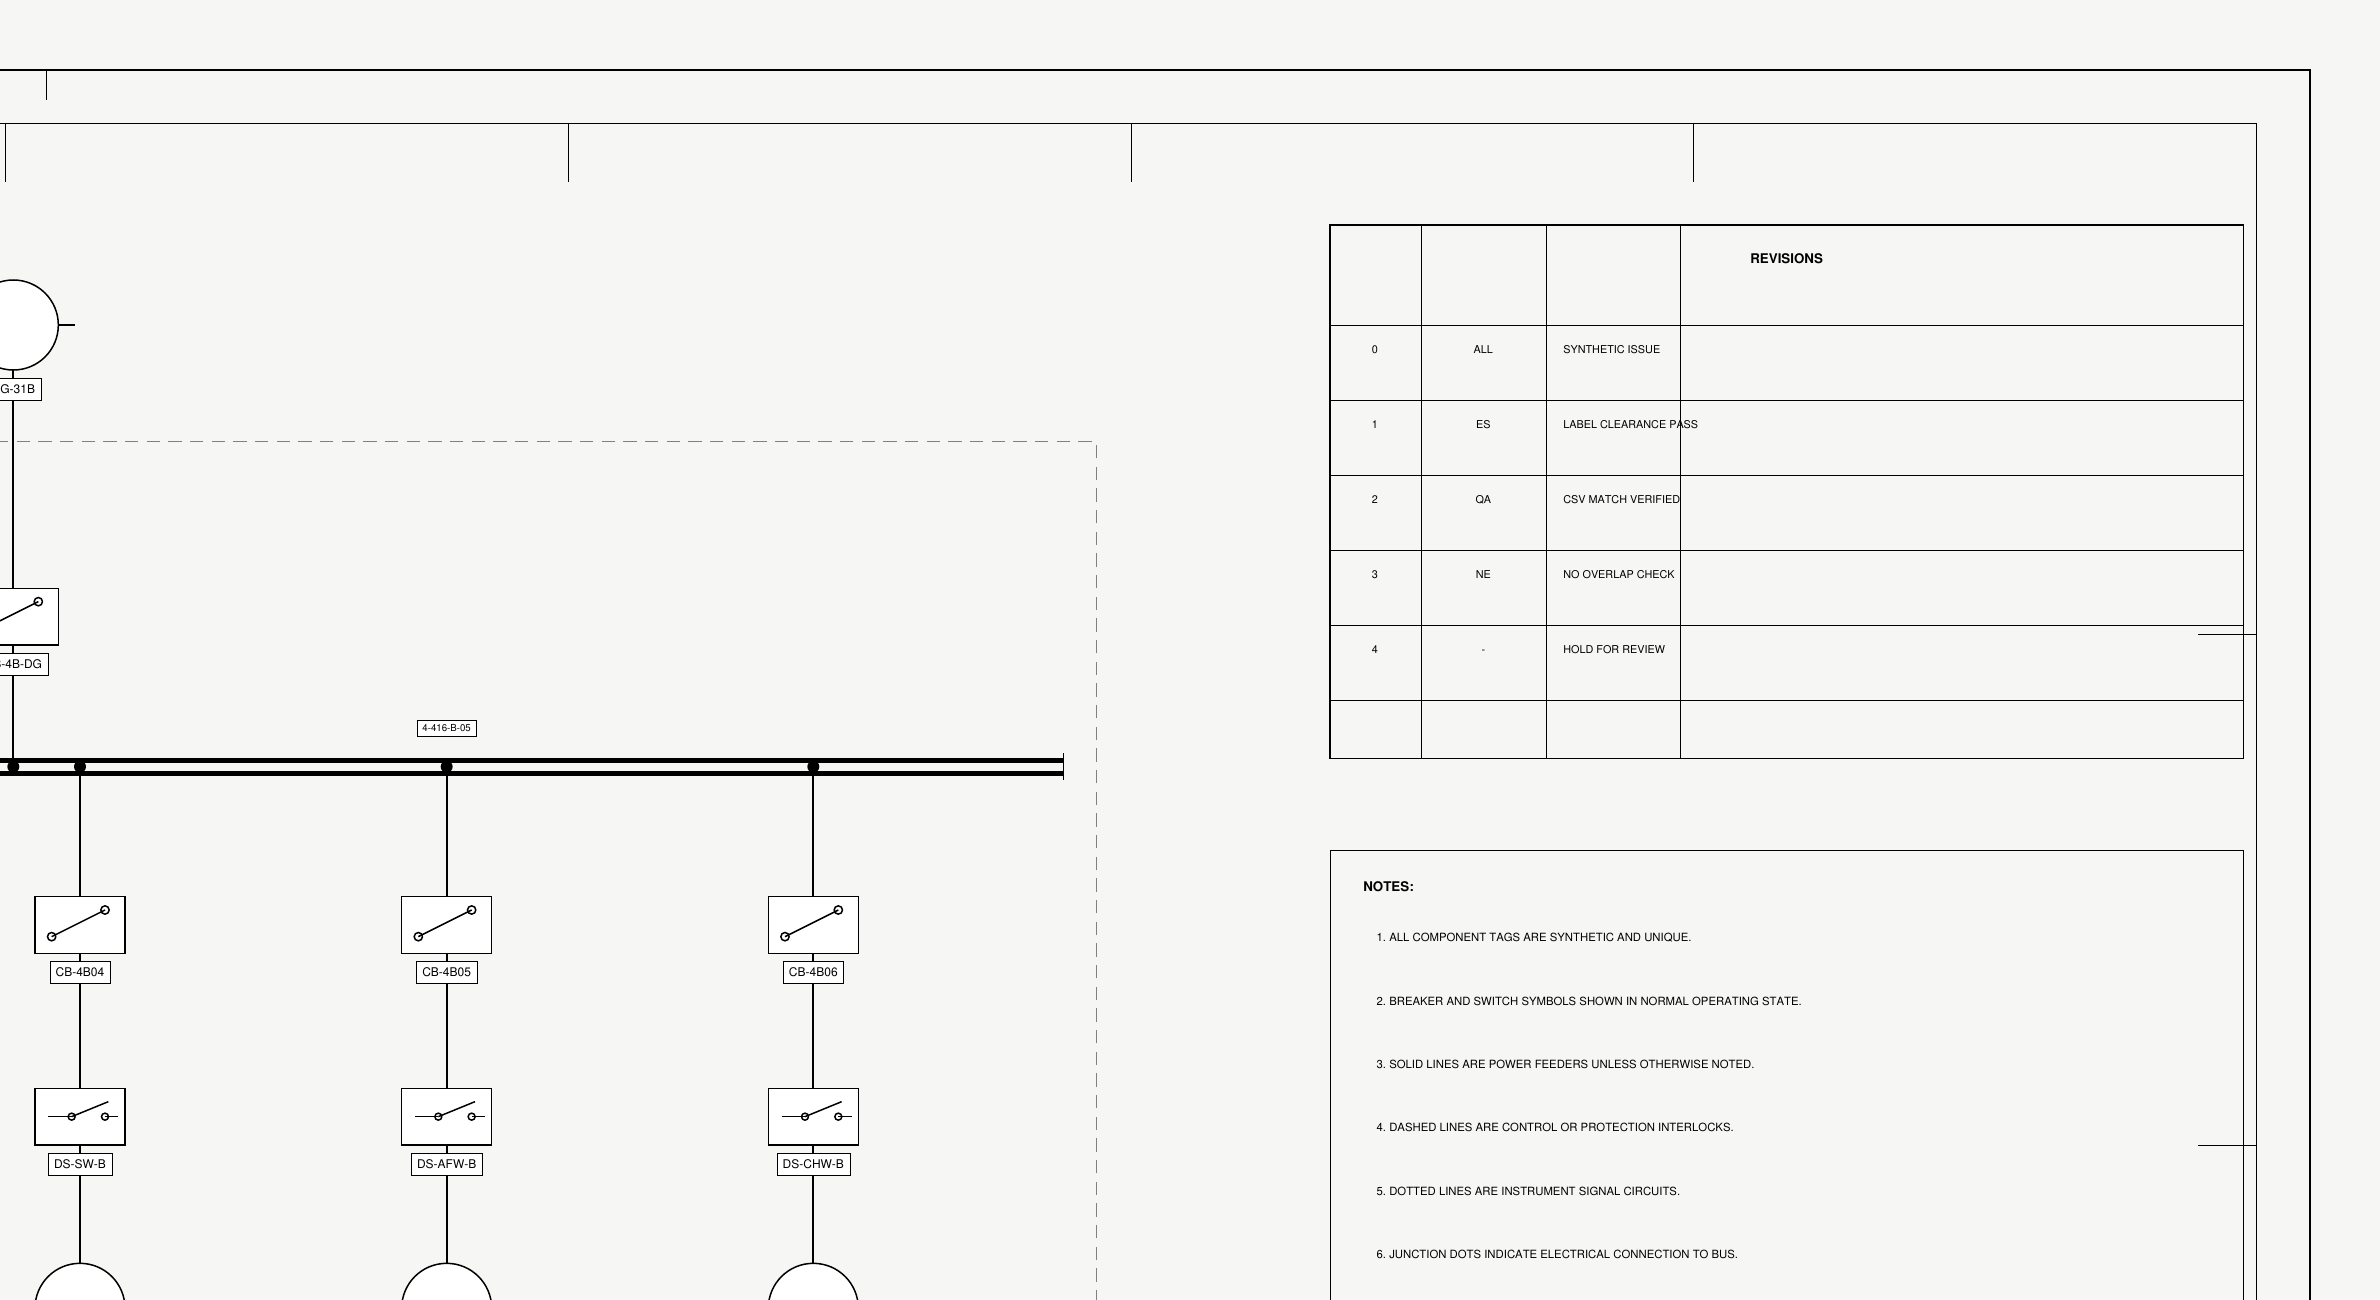 REVISIONS
0 ALL SYNTHETIC ISSUE
1 ES LABEL CLEARANCE PASS
2 QA CSV MATCH VERIFIED
3 NE NO OVERLAP CHECK
4 - HOLD FOR REVIEW
G-31B
-4B-DG
4-416-B-05
CB-4B04 CB-4B05 CB-4B06
DS-SW-B DS-AFW-B DS-CHW-B
NOTES:
1. ALL COMPONENT TAGS ARE SYNTHETIC AND UNIQUE.
2. BREAKER AND SWITCH SYMBOLS SHOWN IN NORMAL OPERATING STATE.
3. SOLID LINES ARE POWER FEEDERS UNLESS OTHERWISE NOTED.
4. DASHED LINES ARE CONTROL OR PROTECTION INTERLOCKS.
5. DOTTED LINES ARE INSTRUMENT SIGNAL CIRCUITS.
6. JUNCTION DOTS INDICATE ELECTRICAL CONNECTION TO BUS.